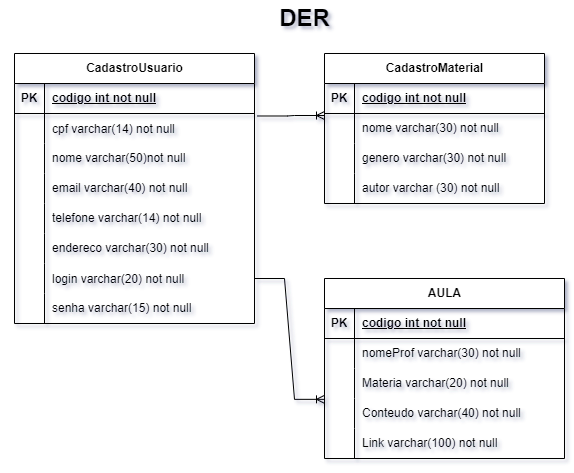 DER
CadastroUsuario
PK codigo int not null
cpf varchar(14) not null
nome varchar(50)not null
email varchar(40) not null
telefone varchar(14) not null
endereco varchar(30) not null
login varchar(20) not null
senha varchar(15) not null
CadastroMaterial
PK codigo int not null
nome varchar(30) not null
genero varchar(30) not null
autor varchar (30) not null
AULA
PK codigo int not null
nomeProf varchar(30) not null
Materia varchar(20) not null
Conteudo varchar(40) not null
Link varchar(100) not null